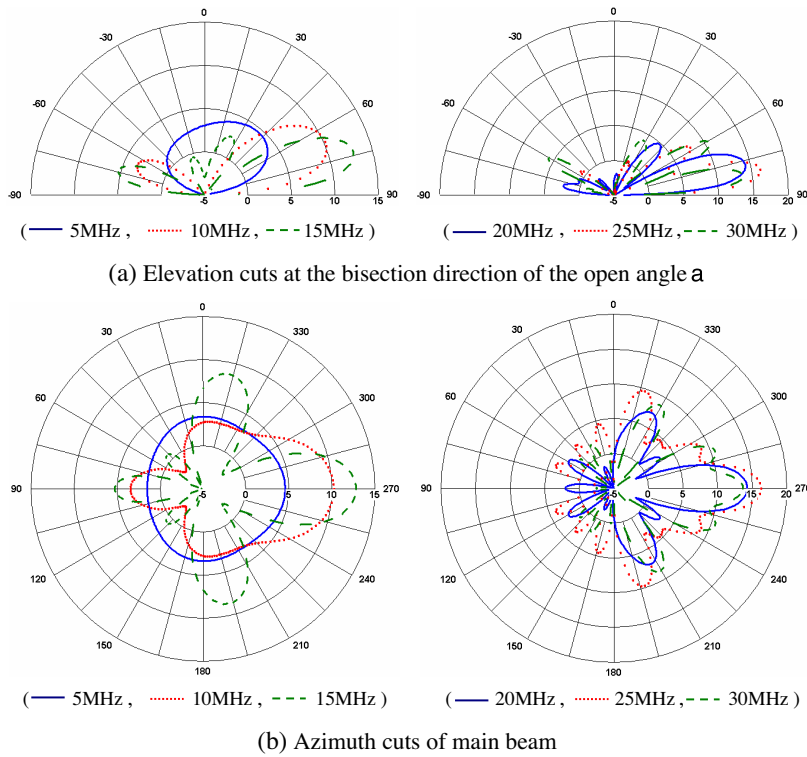 0
-30 30
-60 60
-90 -5 0 5 10 15 90
( 5MHz , 10MHz , 15MHz )
0
-30 30
-60 60
-90 -5 0 5 10 15 20 90
( 20MHz , 25MHz , 30MHz )
(a) Elevation cuts at the bisection direction of the open angle a
0
30 330
60 300
90 -5 0 5 10 15 270
120 240
150 210
180
( 5MHz , 10MHz , 15MHz )
0
30 330
60 300
90 -5 0 5 10 15 20 270
120 240
150 210
180
( 20MHz , 25MHz , 30MHz )
(b) Azimuth cuts of main beam